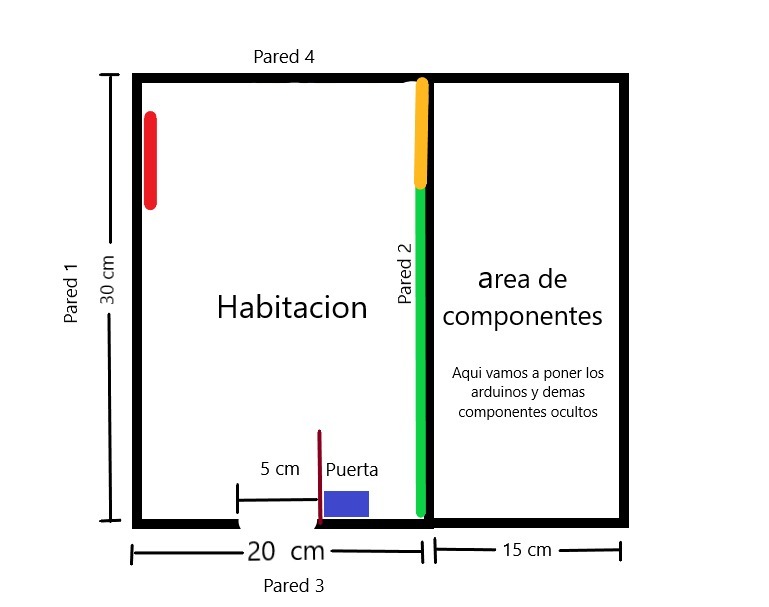 Pared 4
Pared 1
30 cm
Pared 2
Habitacion
area de
componentes
Aqui vamos a poner los
arduinos y demas
componentes ocultos
5 cm
Puerta
20 cm
15 cm
Pared 3